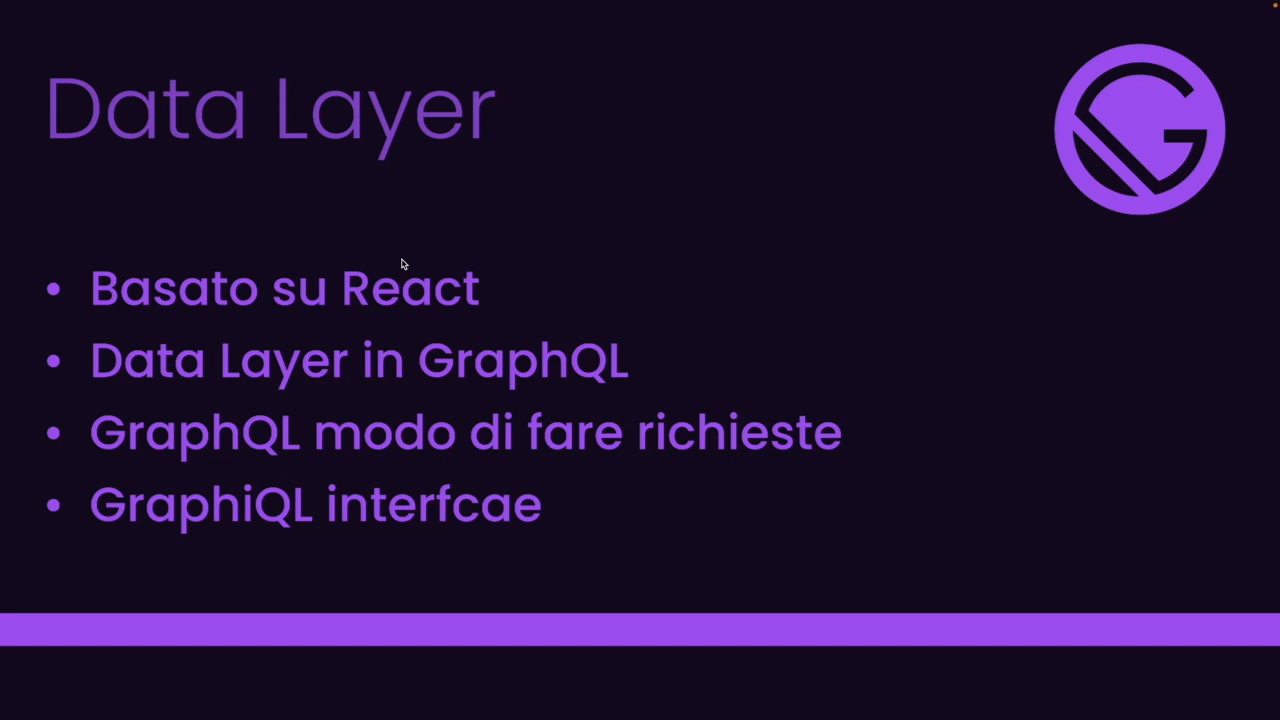 Data Layer
• Basato su React
• Data Layer in GraphQL
• GraphQL modo di fare richieste
• GraphiQL interfcae